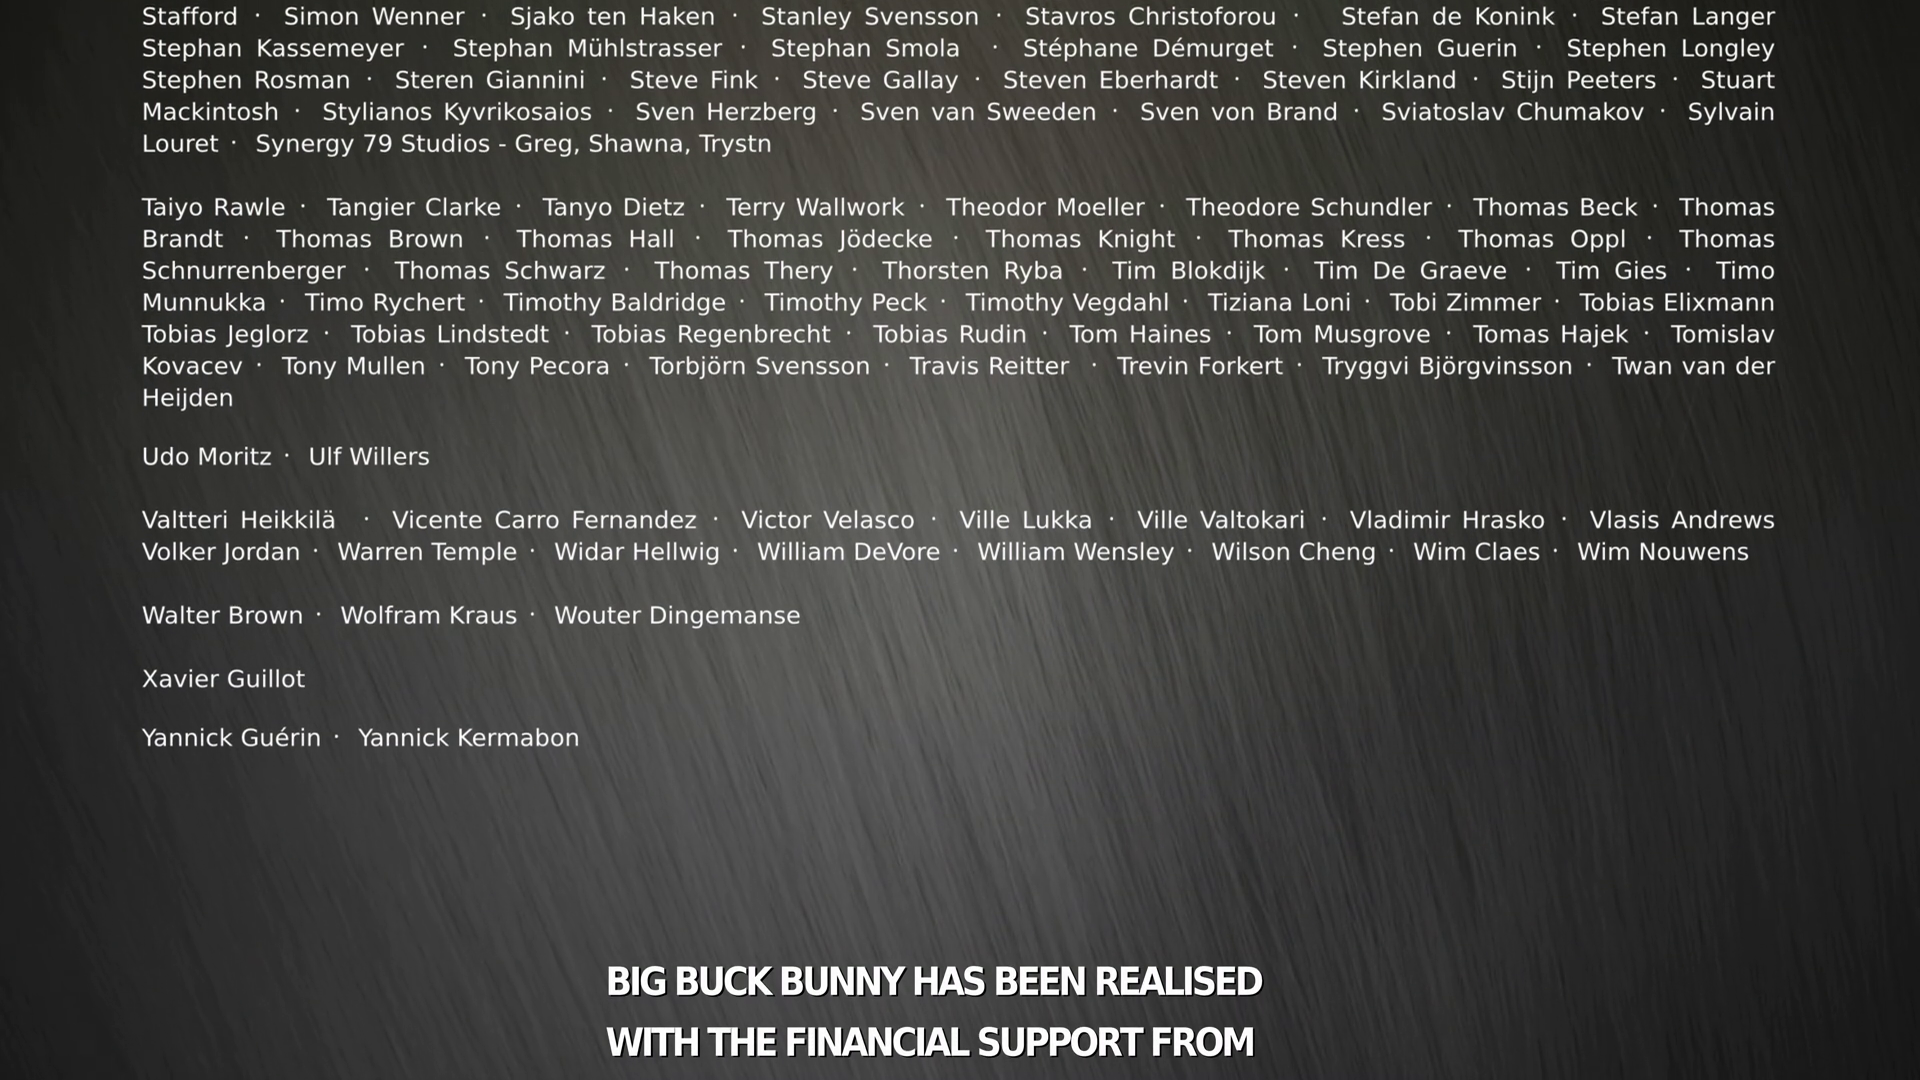 Stafford · Simon Wenner · Sjako ten Haken · Stanley Svensson · Stavros Christoforou · Stefan de Konink · Stefan Langer
Stephan Kassemeyer · Stephan Mühlstrasser · Stephan Smola · Stéphane Démurget · Stephen Guerin · Stephen Longley
Stephen Rosman · Steren Giannini · Steve Fink · Steve Gallay · Steven Eberhardt · Steven Kirkland · Stijn Peeters · Stuart
Mackintosh · Stylianos Kyvrikosaios · Sven Herzberg · Sven van Sweeden · Sven von Brand · Sviatoslav Chumakov · Sylvain
Louret · Synergy 79 Studios - Greg, Shawna, Trystn
Taiyo Rawle · Tangier Clarke · Tanyo Dietz · Terry Wallwork · Theodor Moeller · Theodore Schundler · Thomas Beck · Thomas
Brandt · Thomas Brown · Thomas Hall · Thomas Jödecke · Thomas Knight · Thomas Kress · Thomas Oppl · Thomas
Schnurrenberger · Thomas Schwarz · Thomas Thery · Thorsten Ryba · Tim Blokdijk · Tim De Graeve · Tim Gies · Timo
Munnukka · Timo Rychert · Timothy Baldridge · Timothy Peck · Timothy Vegdahl · Tiziana Loni · Tobi Zimmer · Tobias Elixmann
Tobias Jeglorz · Tobias Lindstedt · Tobias Regenbrecht · Tobias Rudin · Tom Haines · Tom Musgrove · Tomas Hajek · Tomislav
Kovacev · Tony Mullen · Tony Pecora · Torbjörn Svensson · Travis Reitter · Trevin Forkert · Tryggvi Björgvinsson · Twan van der
Heijden
Udo Moritz · Ulf Willers
Valtteri Heikkilä · Vicente Carro Fernandez · Victor Velasco · Ville Lukka · Ville Valtokari · Vladimir Hrasko · Vlasis Andrews
Volker Jordan · Warren Temple · Widar Hellwig · William DeVore · William Wensley · Wilson Cheng · Wim Claes · Wim Nouwens
Walter Brown · Wolfram Kraus · Wouter Dingemanse
Xavier Guillot
Yannick Guérin · Yannick Kermabon
BIG BUCK BUNNY HAS BEEN REALISED
WITH THE FINANCIAL SUPPORT FROM